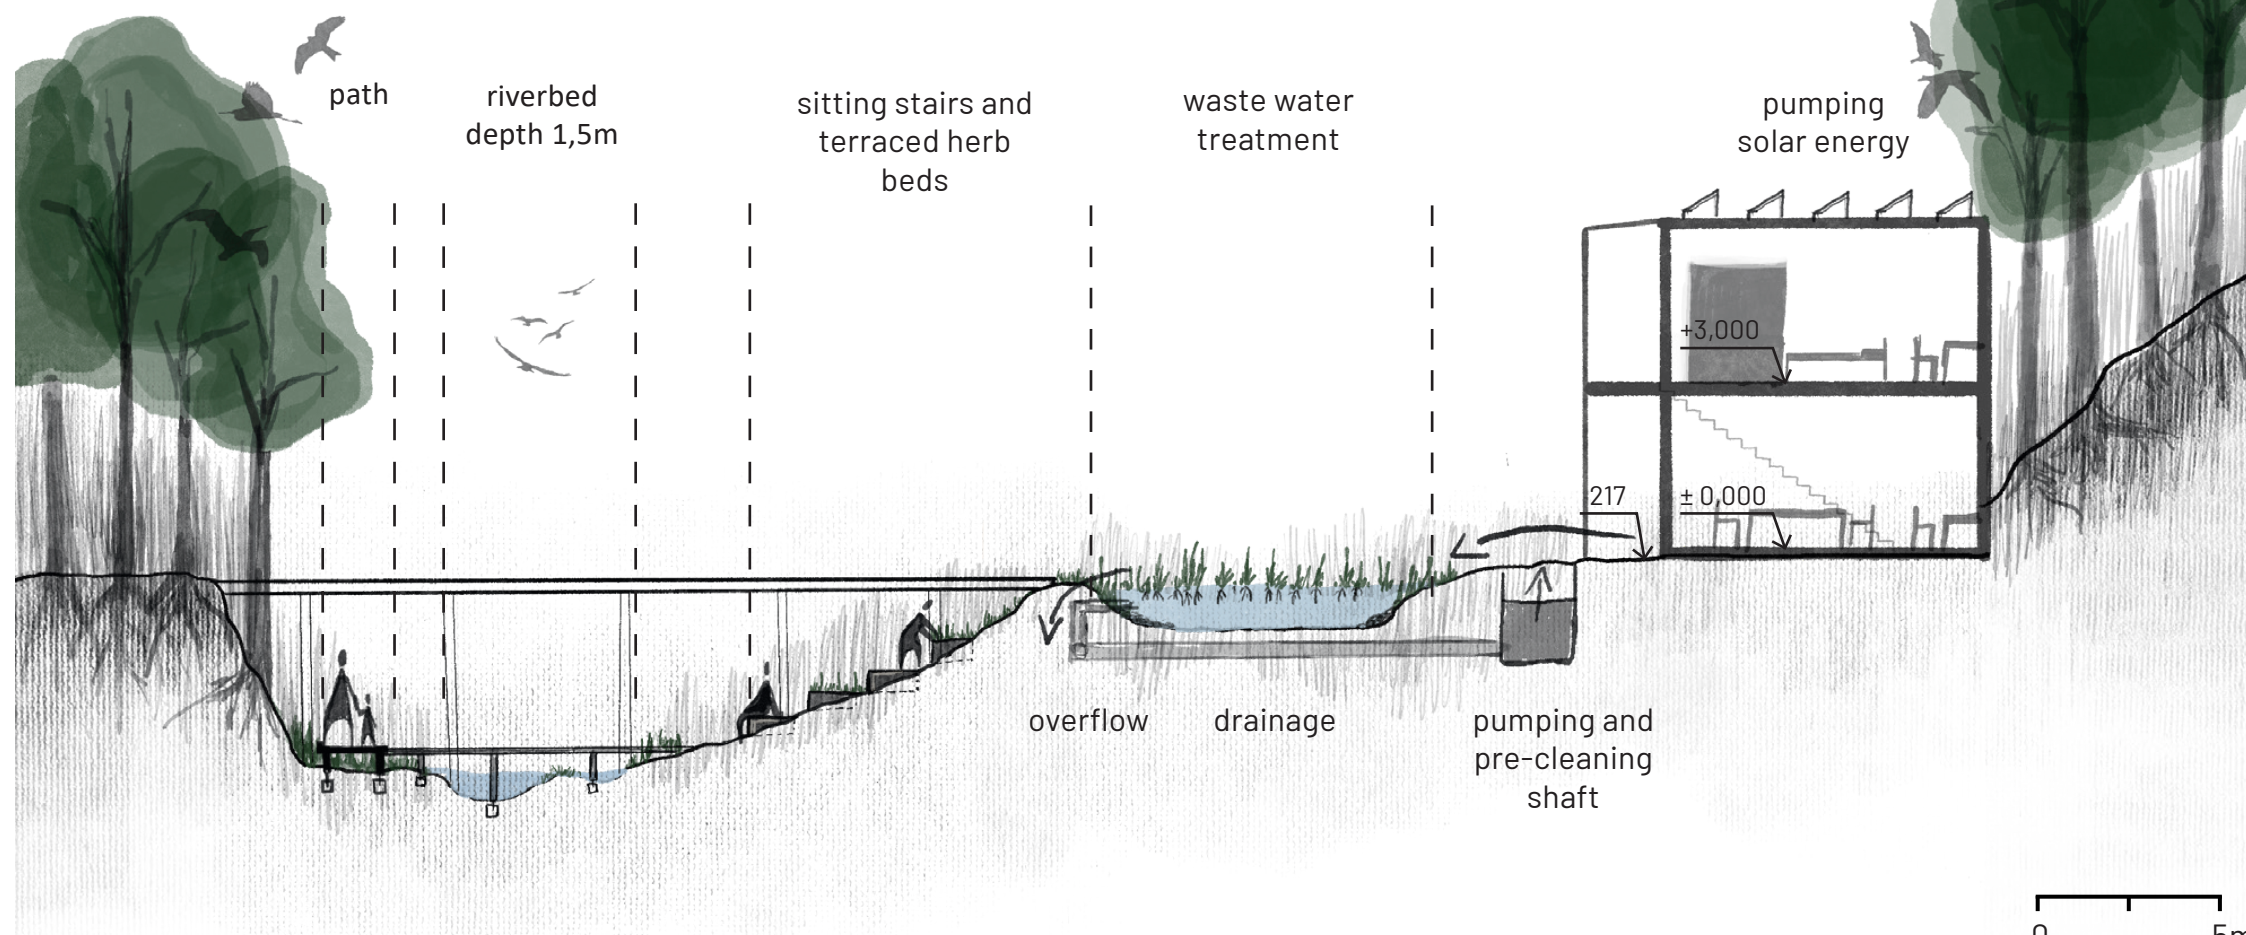 path
riverbed
depth 1,5m
sitting stairs and
terraced herb
beds
waste water
treatment
pumping
solar energy
+3,000
217
± 0,000
overflow
drainage
pumping and
pre-cleaning
shaft
0
5m